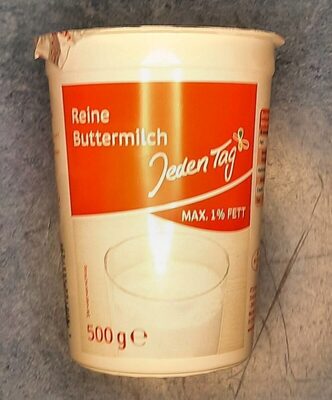 Reine
Buttermilch
Jeden Tag
MAX. 1% FETT
500 g ℮